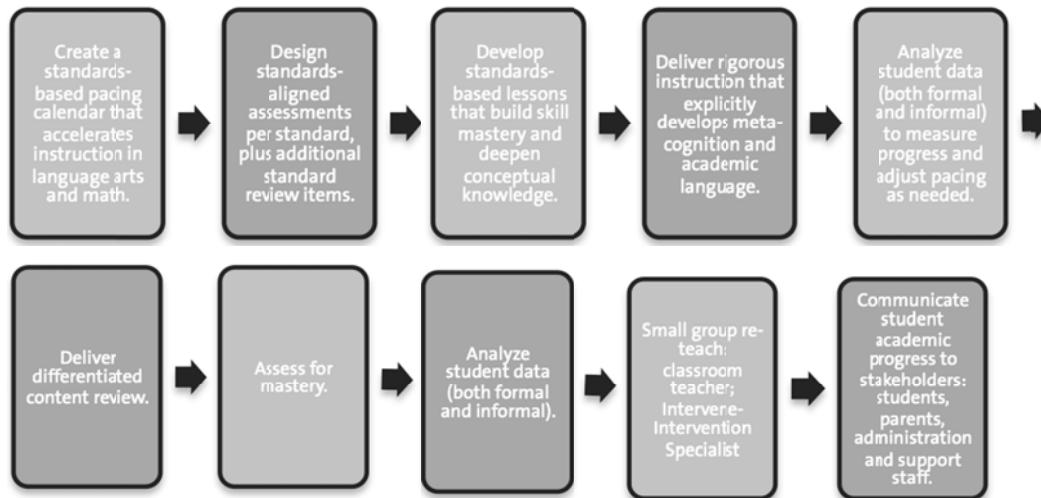 Create a
standards-
based pacing
calendar that
accelerates
instruction in
language arts
and math.
Design
standards-
aligned
assessments
per standard,
plus additional
standard
review items.
Develop
standards-
based lessons
that build skill
mastery and
deepen
conceptual
knowledge.
Deliver rigorous
instruction that
explicitly
develops meta-
cognition and
academic
language.
Analyze
student data
(both formal
and informal)
to measure
progress and
adjust pacing
as needed.
Deliver
differentiated
content review.
Assess for
mastery.
Analyze
student data
(both formal
and informal).
Small group re-
teach:
classroom
teacher;
Intervene-
Intervention
Specialist
Communicate
student
academic
progress to
stakeholders:
students,
parents,
administration
and support
staff.